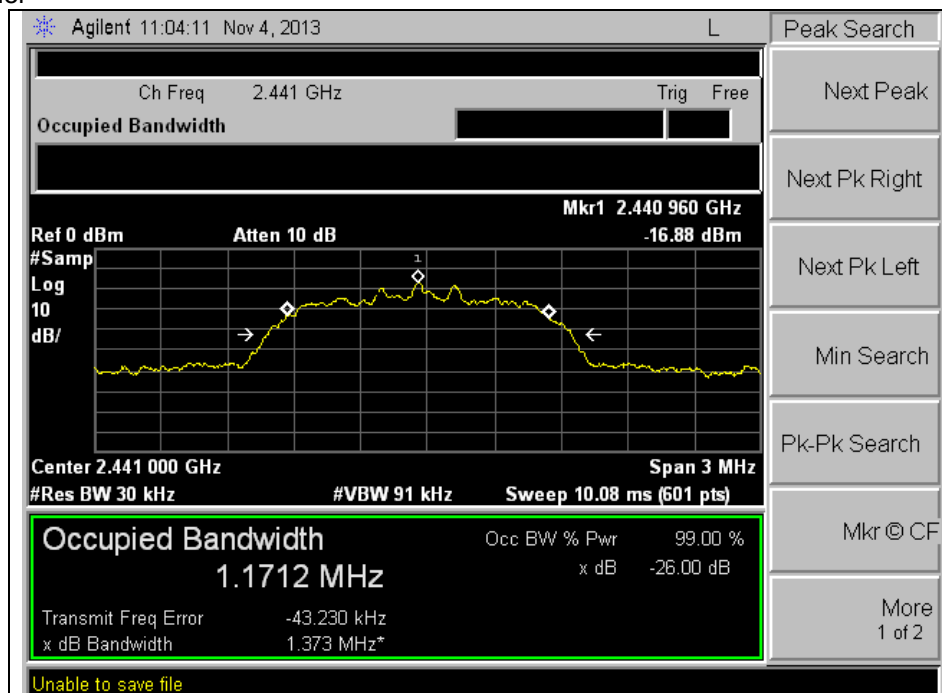 Agilent 11:04:11 Nov 4, 2013 L
Peak Search
Ch Freq 2.441 GHz Trig Free
Occupied Bandwidth
Next Peak
Next Pk Right
Mkr1 2.440 960 GHz
Ref 0 dBm Atten 10 dB -16.88 dBm
#Samp
Log
10
dB/
1
Next Pk Left
Min Search
Pk-Pk Search
Center 2.441 000 GHz Span 3 MHz
#Res BW 30 kHz #VBW 91 kHz Sweep 10.08 ms (601 pts)
Occupied Bandwidth Occ BW % Pwr 99.00 %
1.1712 MHz x dB -26.00 dB
Transmit Freq Error -43.230 kHz
x dB Bandwidth 1.373 MHz*
Mkr © CF
More
1 of 2
Unable to save file